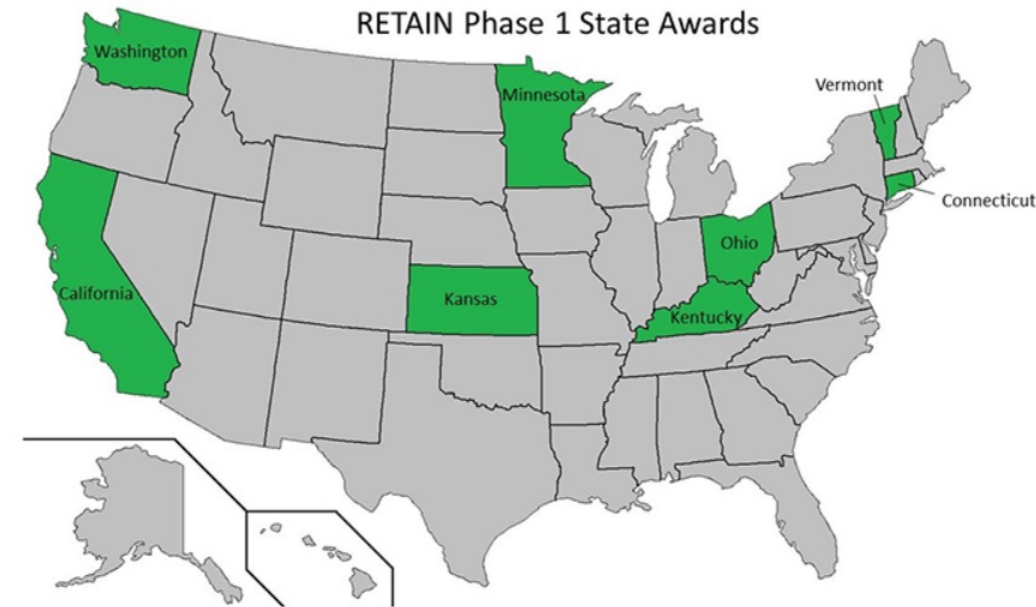 RETAIN Phase 1 State Awards
Washington
Minnesota
Vermont
Connecticut
Ohio
California
Kansas
Kentucky